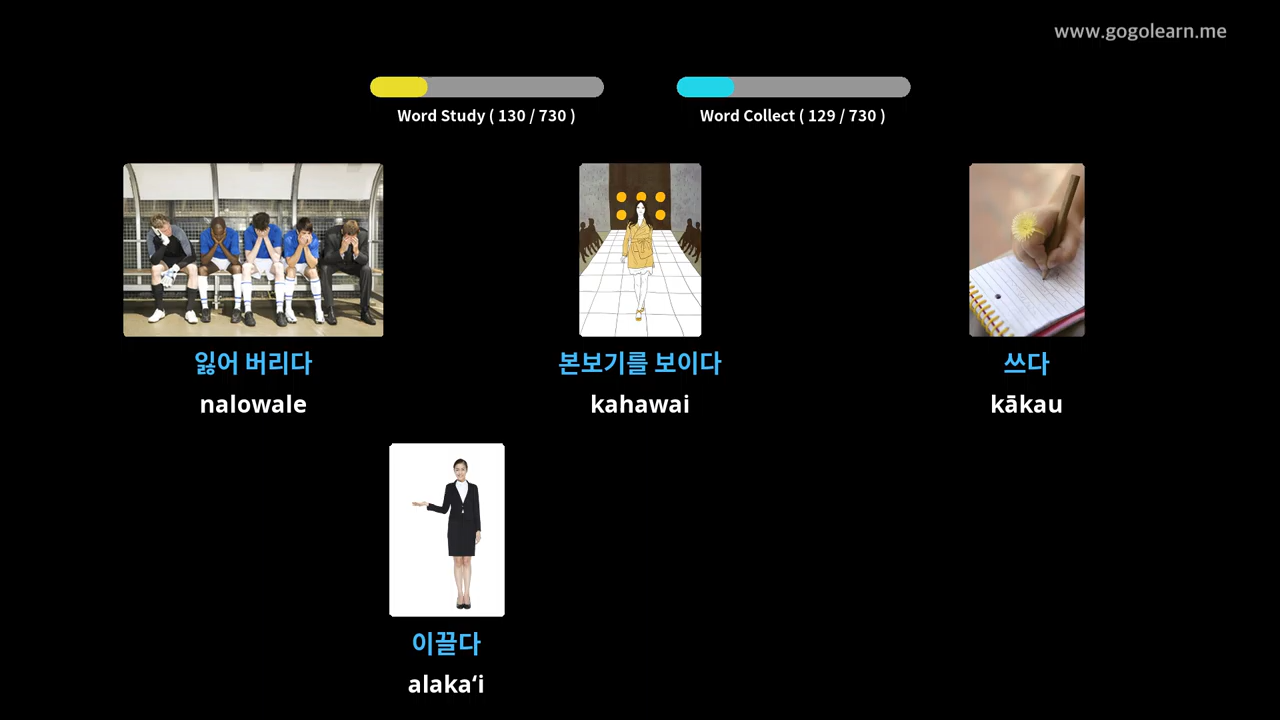 www.gogolearn.me
Word Study ( 130 / 730 )
Word Collect ( 129 / 730 )
잃어 버리다
본보기를 보이다
쓰다
nalowale
kahawai
kākau
이끌다
alakaʻi